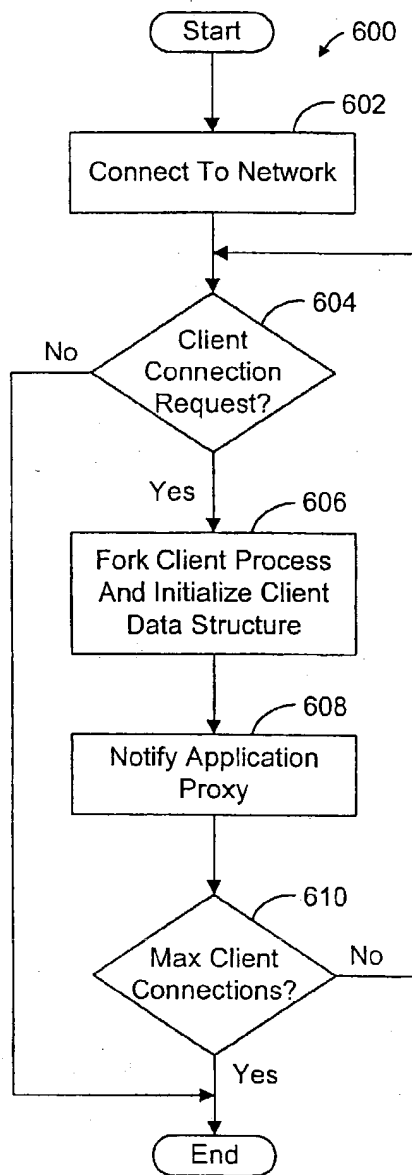 Start
600
602
Connect To Network
604
No
Client
Connection
Request?
Yes
606
Fork Client Process
And Initialize Client
Data Structure
608
Notify Application
Proxy
610
Max Client
Connections?
No
Yes
End